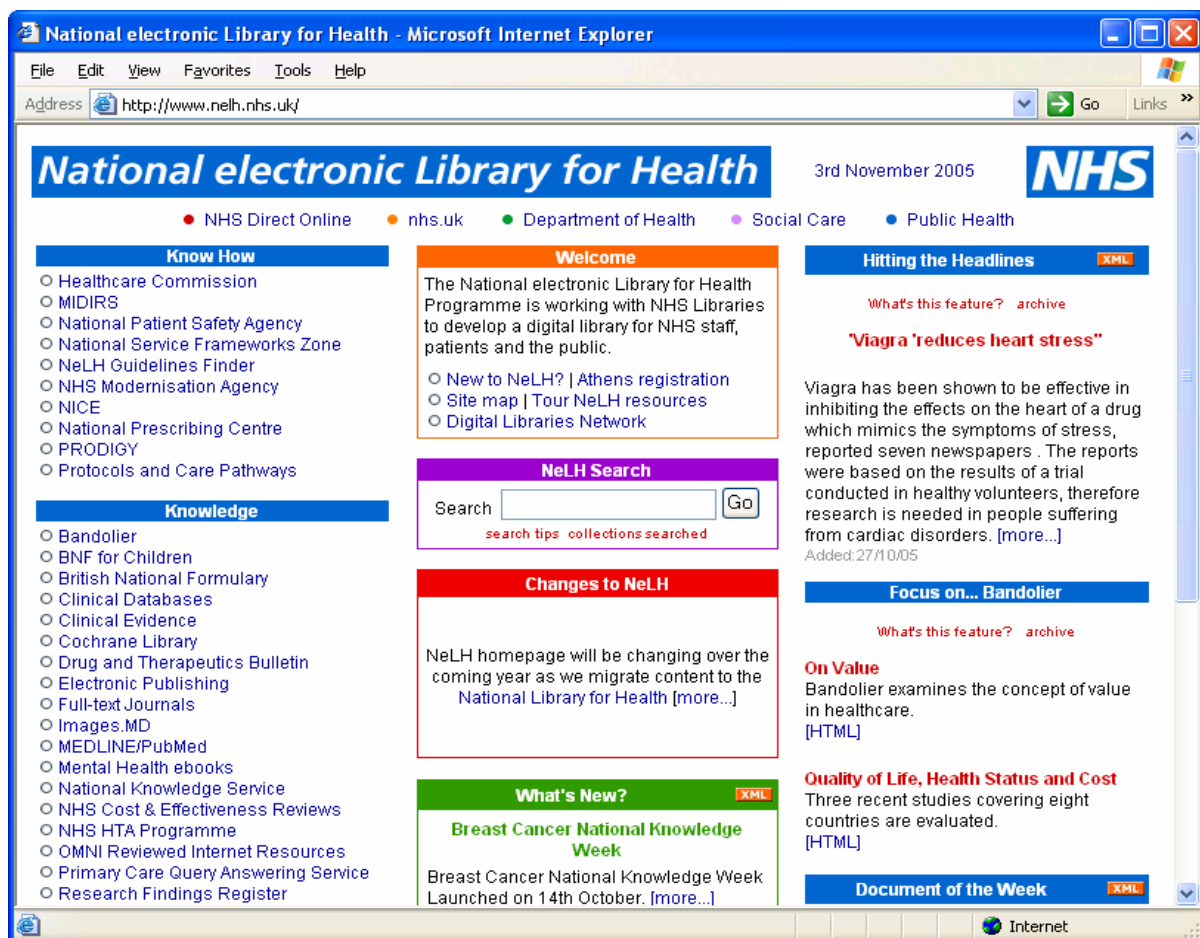 National electronic Library for Health - Microsoft Internet Explorer
File Edit View Favorites Tools Help
Address http://www.nelh.nhs.uk/ Go Links »
National electronic Library for Health
3rd November 2005
NHS
NHS Direct Online nhs.uk Department of Health Social Care Public Health
Know How
Healthcare Commission
MIDIRS
National Patient Safety Agency
National Service Frameworks Zone
NeLH Guidelines Finder
NHS Modernisation Agency
NICE
National Prescribing Centre
PRODIGY
Protocols and Care Pathways
Knowledge
Bandolier
BNF for Children
British National Formulary
Clinical Databases
Clinical Evidence
Cochrane Library
Drug and Therapeutics Bulletin
Electronic Publishing
Full-text Journals
Images.MD
MEDLINE/PubMed
Mental Health ebooks
National Knowledge Service
NHS Cost & Effectiveness Reviews
NHS HTA Programme
OMNI Reviewed Internet Resources
Primary Care Query Answering Service
Research Findings Register
Welcome
The National electronic Library for Health
Programme is working with NHS Libraries
to develop a digital library for NHS staff,
patients and the public.
New to NeLH? | Athens registration
Site map | Tour NeLH resources
Digital Libraries Network
NeLH Search
Search Go
search tips collections searched
Changes to NeLH
NeLH homepage will be changing over the
coming year as we migrate content to the
National Library for Health [more...]
What's New? XML
Breast Cancer National Knowledge
Week
Breast Cancer National Knowledge Week
Launched on 14th October. [more...]
Hitting the Headlines XML
What's this feature? archive
'Viagra 'reduces heart stress''
Viagra has been shown to be effective in
inhibiting the effects on the heart of a drug
which mimics the symptoms of stress,
reported seven newspapers . The reports
were based on the results of a trial
conducted in healthy volunteers, therefore
research is needed in people suffering
from cardiac disorders. [more...]
Added:27/10/05
Focus on... Bandolier
What's this feature? archive
On Value
Bandolier examines the concept of value
in healthcare.
[HTML]
Quality of Life, Health Status and Cost
Three recent studies covering eight
countries are evaluated.
[HTML]
Document of the Week XML
Internet